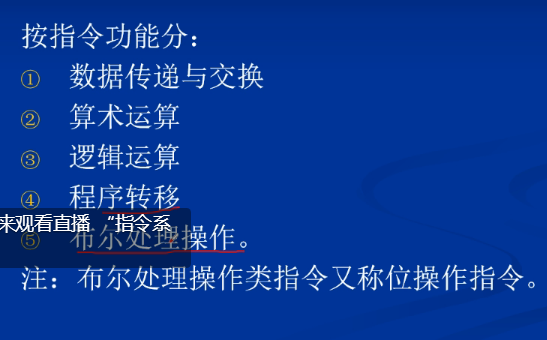 按指令功能分：
① 数据传递与交换
② 算术运算
③ 逻辑运算
④ 程序转移
来观看直播 “指令系
⑤ 布尔处理操作。
注：布尔处理操作类指令又称位操作指令。